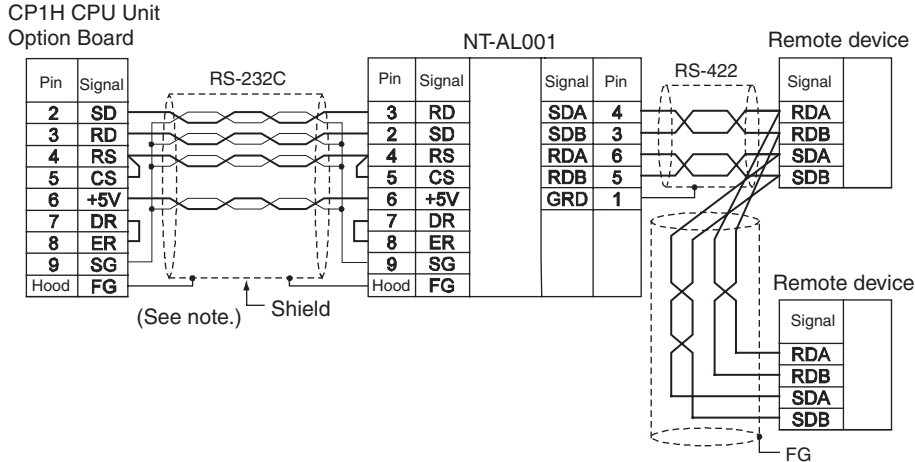 CP1H CPU Unit
Option Board
NT-AL001
Remote device
RS-232C
RS-422
Pin Signal
2 SD
3 RD
4 RS
5 CS
6 +5V
7 DR
8 ER
9 SG
Hood FG
Pin Signal
3 RD
2 SD
4 RS
5 CS
6 +5V
7 DR
8 ER
9 SG
Hood FG
Signal Pin
SDA 4
SDB 3
RDA 6
RDB 5
GRD 1
Signal
RDA
RDB
SDA
SDB
(See note.)
Shield
Remote device
Signal
RDA
RDB
SDA
SDB
FG